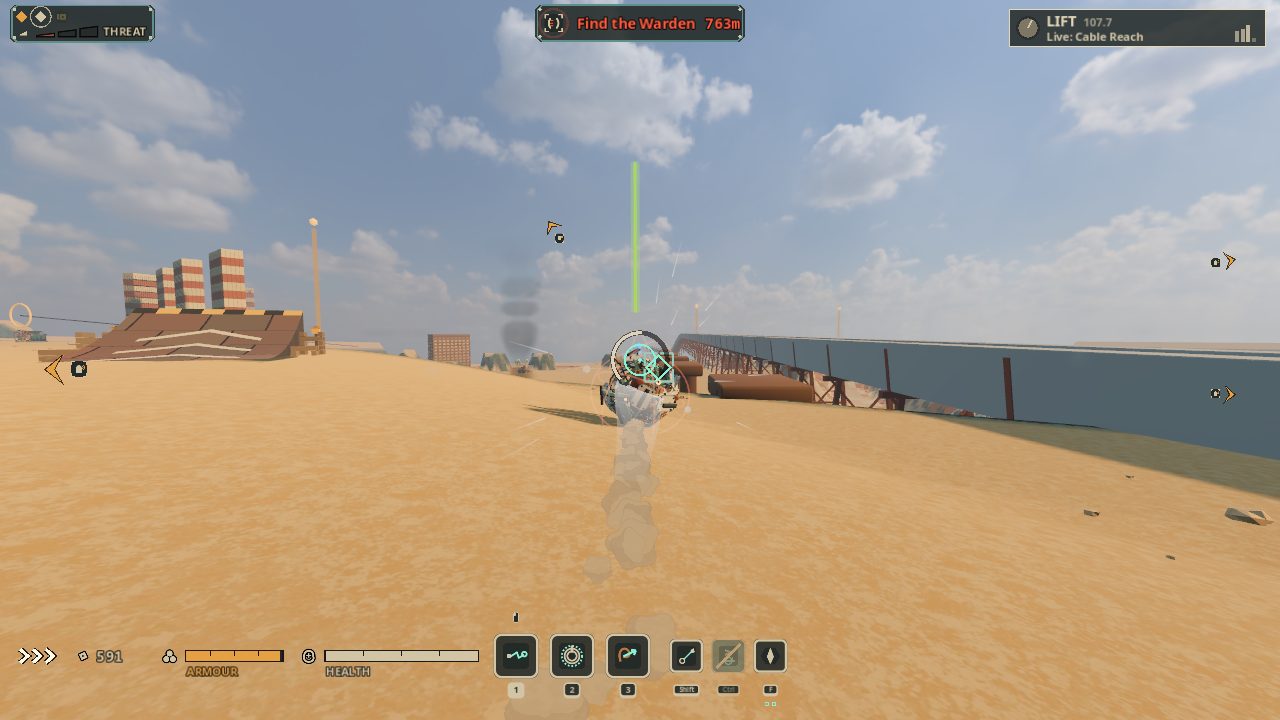 THREAT
Find the Warden 763m
LIFT 107.7
Live: Cable Reach
591
ARMOUR
HEALTH
1
2
3
Shift
Ctrl
F